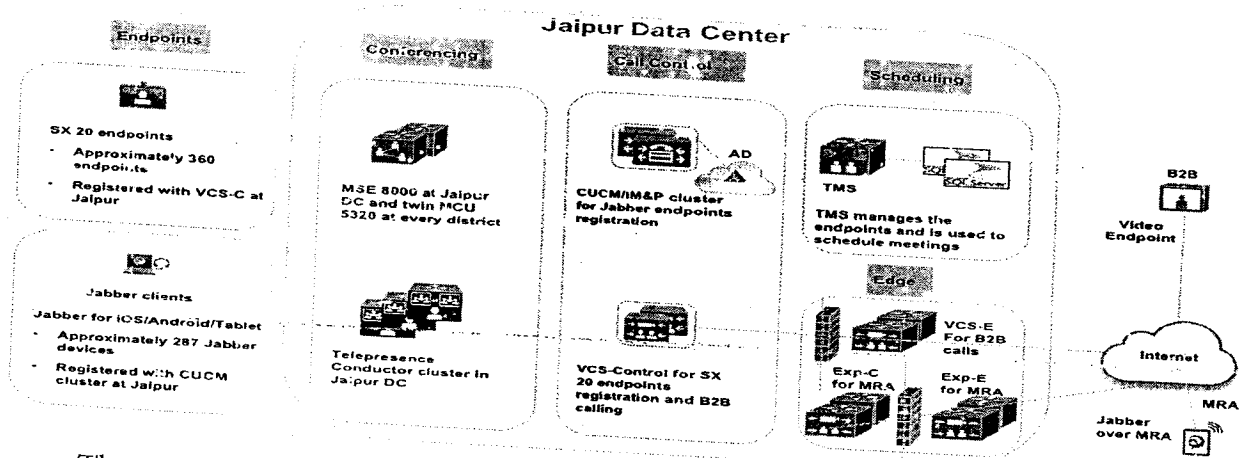 Jaipur Data Center
Endpoints
SX 20 endpoints
- Approximately 360
endpoints
- Registered with VCS-C at
Jaipur
Jabber clients
Jabber for iOS/Android/Tablet
- Approximately 287 Jabber
devices
- Registered with CUCM
cluster at Jaipur
Conferencing
MSE 8000 at Jaipur
DC and twin MCU
5320 at every district
Telepresence
Conductor cluster in
Jaipur DC
Call Control
AD
CUCM/IM&P cluster
for Jabber endpoints
registration
VCS-Control for SX
20 endpoints
registration and B2B
calling
Scheduling
TMS
SQL Server
SQL Server
TMS manages the
endpoints and is used to
schedule meetings
Edge
VCS-E
For B2B
calls
Exp-C
for MRA
Exp-E
for MRA
B2B
Video
Endpoint
Internet
MRA
Jabber
over MRA